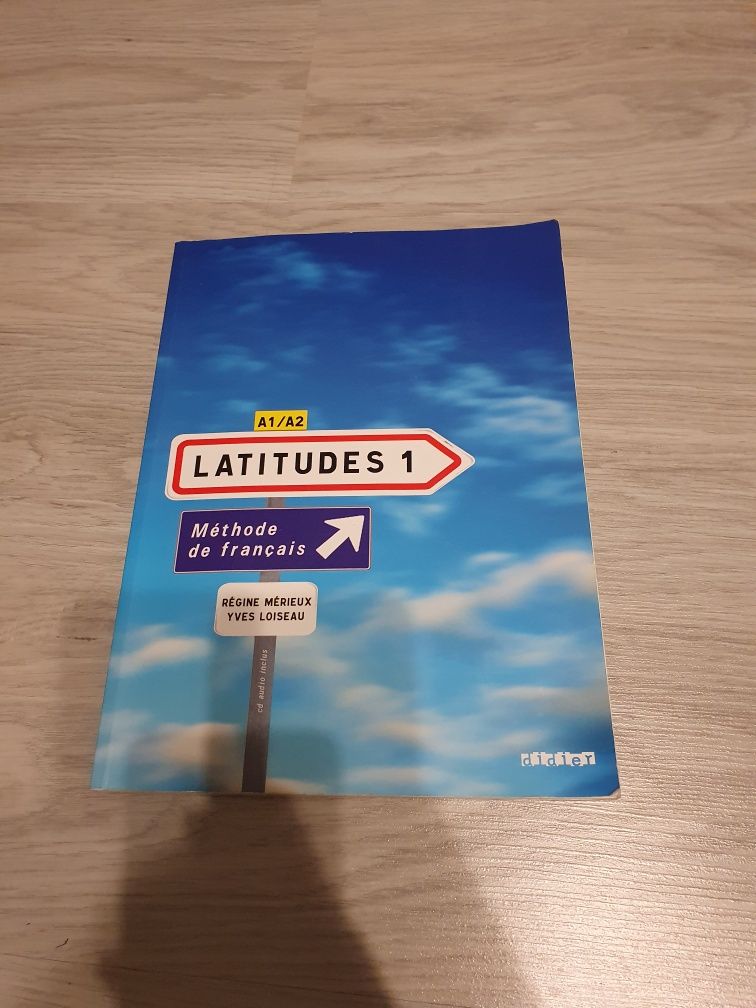 A1/A2
LATITUDES 1
Méthode
de français
RÉGINE MÉRIEUX
YVES LOISEAU
cd audio inclus
didier